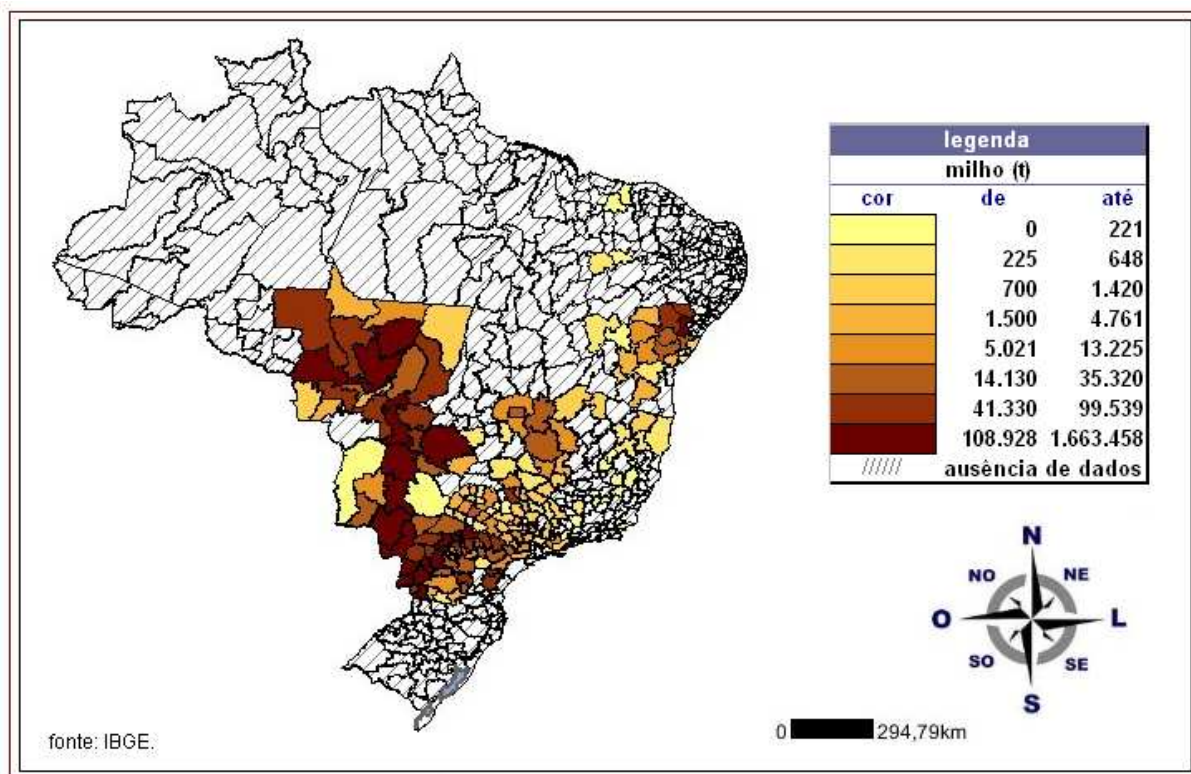 legenda
milho (t)
cor de até
0 221
225 648
700 1.420
1.500 4.761
5.021 13.225
14.130 35.320
41.330 99.539
108.928 1.663.458
////// ausência de dados
N
NO NE
O L
SO SE
S
0 294,79km
fonte: IBGE.